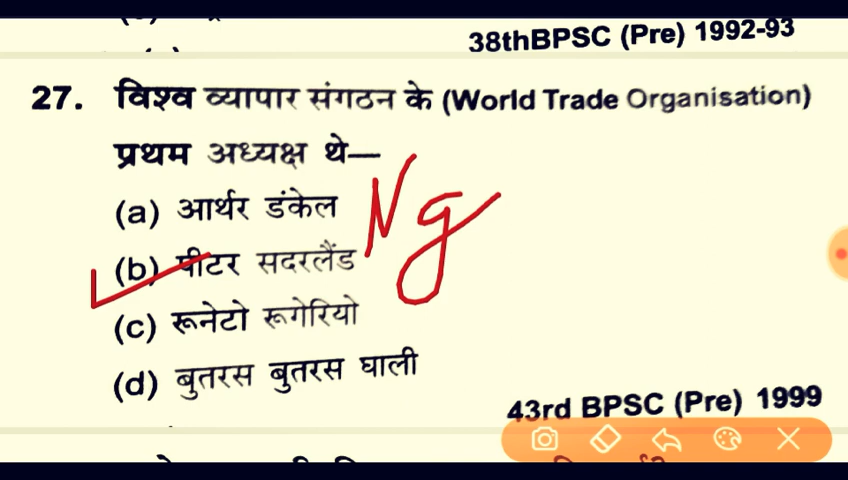 38thBPSC (Pre) 1992-93
27. विश्व व्यापार संगठन के (World Trade Organisation)
प्रथम अध्यक्ष थे—
(a) आर्थर डंकेल
Ng
(b) पीटर सदरलैंड
(c) रूनेटो रूगेरियो
(d) बुतरस बुतरस घाली
43rd BPSC (Pre) 1999